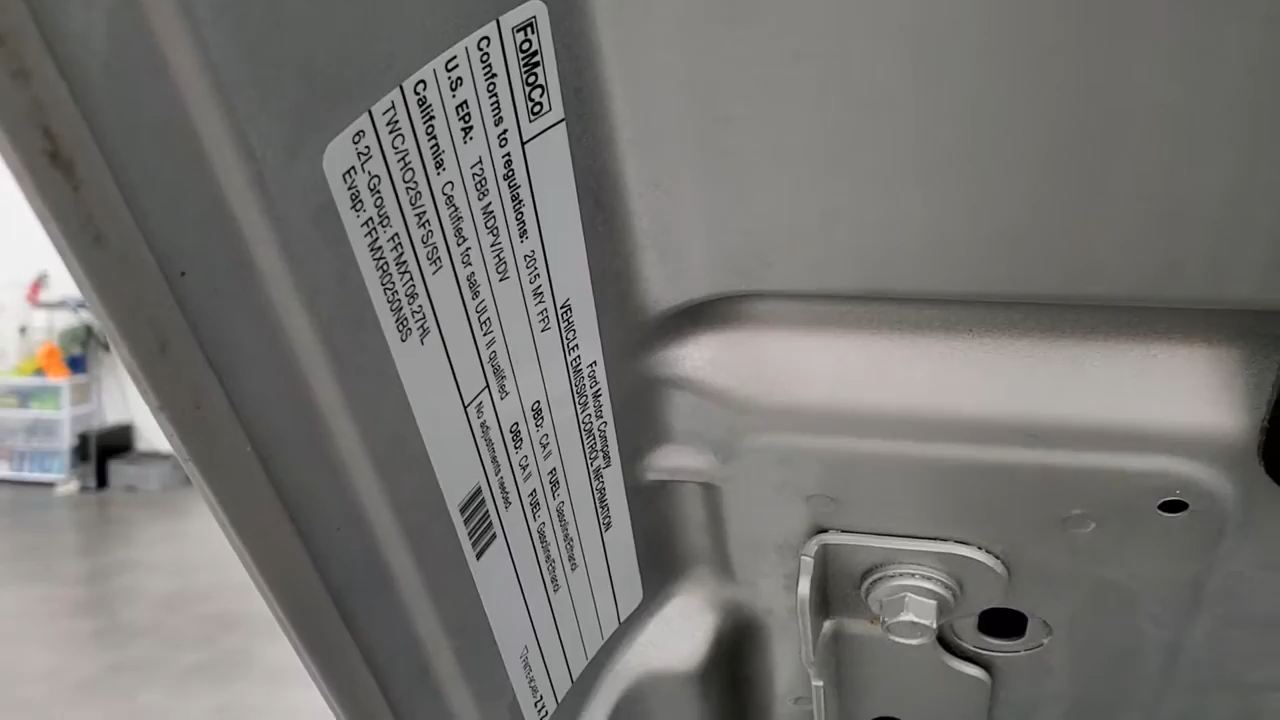 FoMoCo
Ford Motor Company
VEHICLE EMISSION CONTROL INFORMATION
Conforms to regulations: 2015 MY FFV
U.S. EPA: T2B8 MDPV/HDV OBD: CA II FUEL: Gasoline/Ethanol
California: Certified for sale ULEV II qualified OBD: CA II FUEL: Gasoline/Ethanol
TWC/HO2S/AFS/SFI
No adjustments needed.
6.2L-Group: FFMXT06.27HL
Evap: FFMXR0250NBS